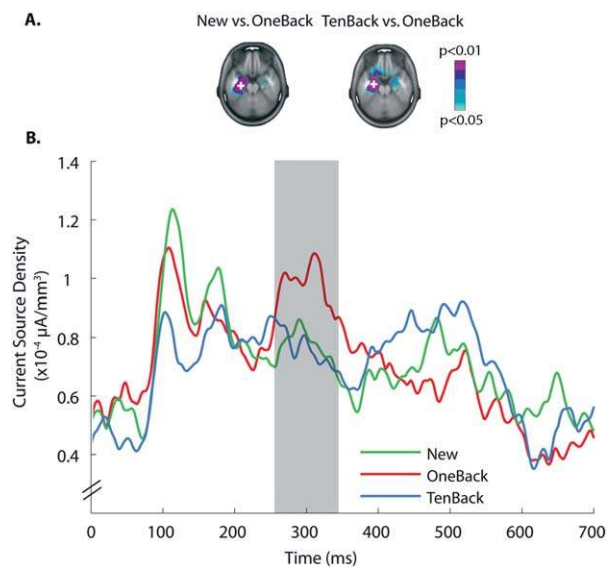 A.
New vs. OneBack TenBack vs. OneBack
p<0.01
p<0.05
B.
1.4
1.2
1
0.8
0.6
0.4
Current Source Density
(x10⁻⁴ µA/mm³)
New
OneBack
TenBack
0 100 200 300 400 500 600 700
Time (ms)